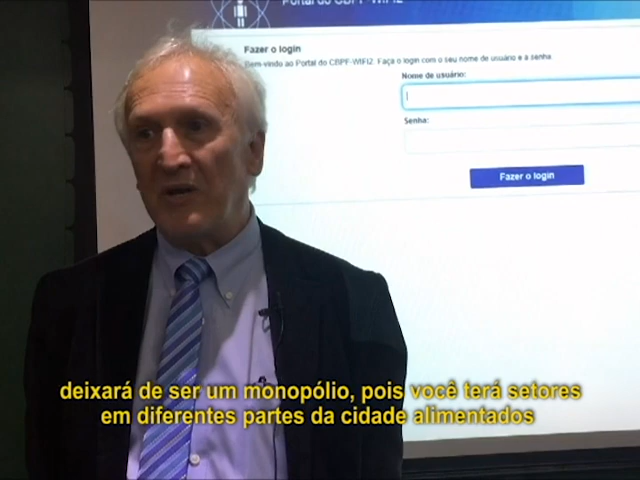 Portal do CBPF-WIFI2
Fazer o login
Bem-vindo ao Portal do CBPF-WIFI2. Faça o login com o seu nome de usuário e a senha.
Nome de usuário:
Senha:
Fazer o login
deixará de ser um monopólio, pois você terá setores
em diferentes partes da cidade alimentados